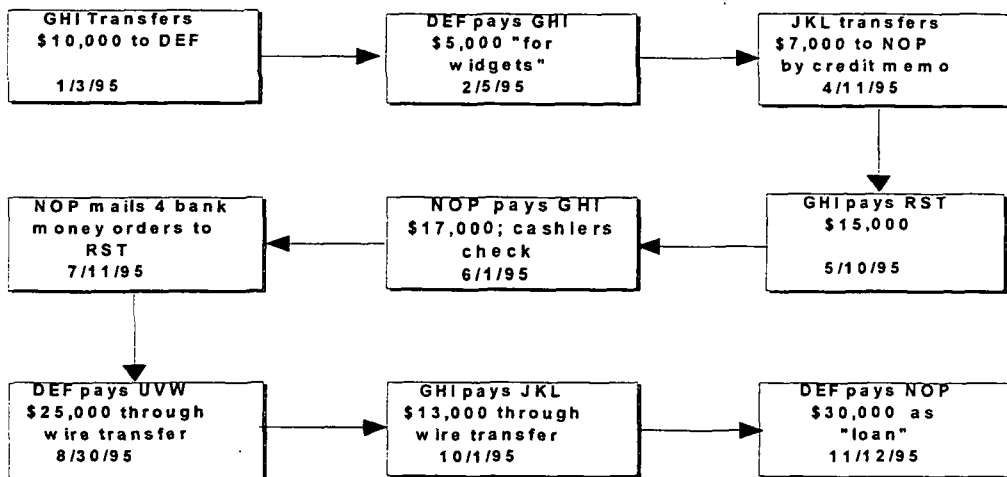 GHI Transfers
$10,000 to DEF
1/3/95
DEF pays GHI
$5,000 "for
widgets"
2/5/95
JKL transfers
$7,000 to NOP
by credit memo
4/11/95
GHI pays RST
$15,000
5/10/95
NOP pays GHI
$17,000; cashiers
check
6/1/95
NOP mails 4 bank
money orders to
RST
7/11/95
DEF pays UVW
$25,000 through
wire transfer
8/30/95
GHI pays JKL
$13,000 through
wire transfer
10/1/95
DEF pays NOP
$30,000 as
"loan"
11/12/95